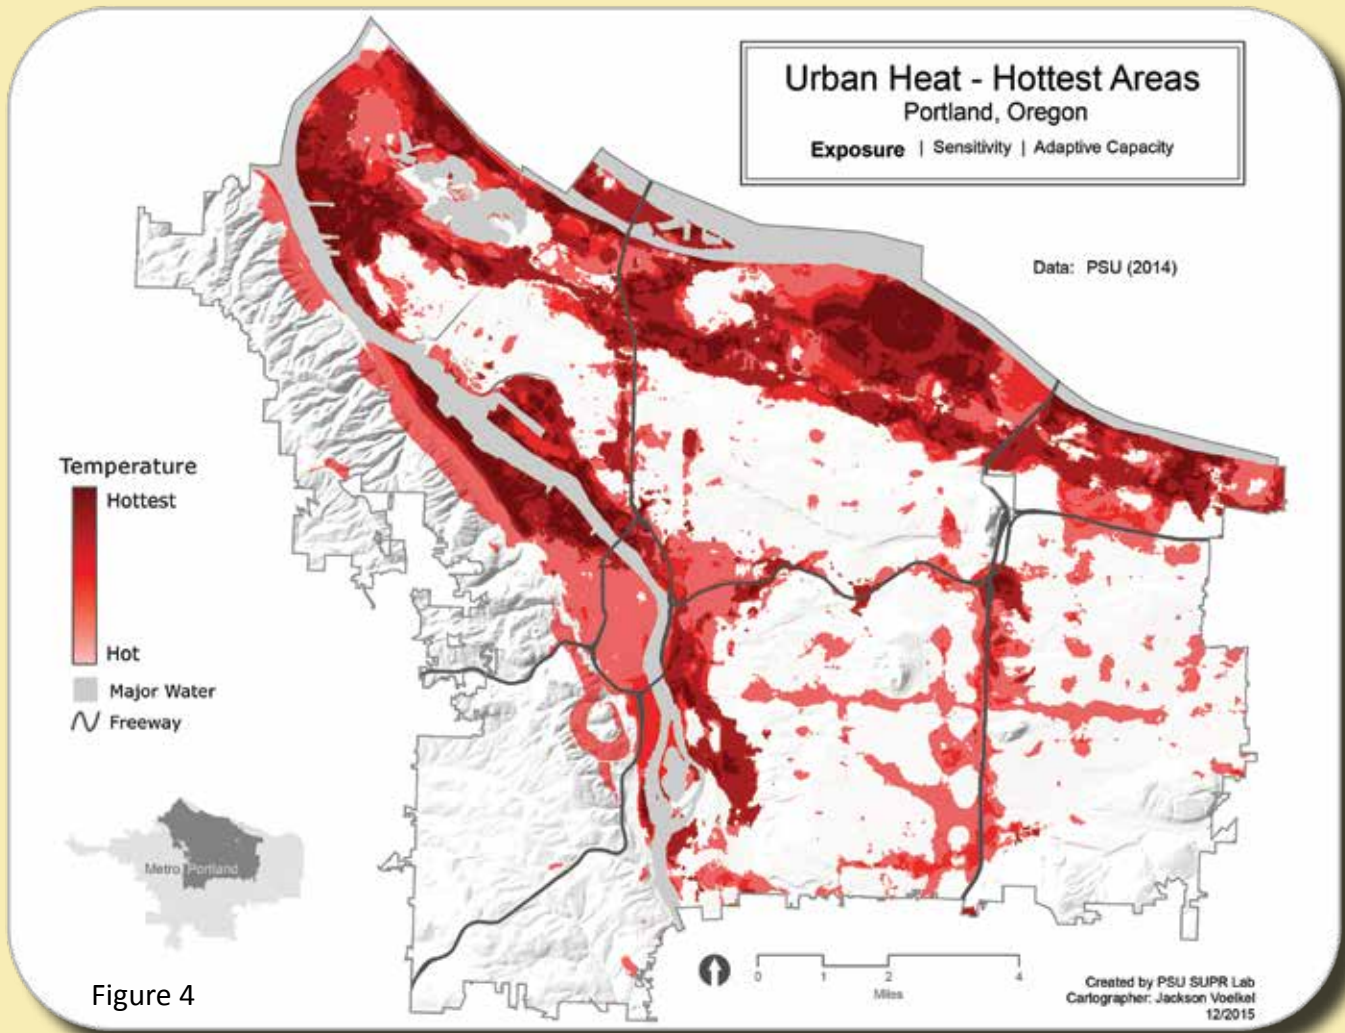 Urban Heat - Hottest Areas
Portland, Oregon
Exposure | Sensitivity | Adaptive Capacity
Data: PSU (2014)
Temperature
Hottest
Hot
Major Water
Freeway
Metro Portland
Figure 4
0 1 2 4
Miles
Created by PSU SUPR Lab
Cartographer: Jackson Voelkel
12/2015